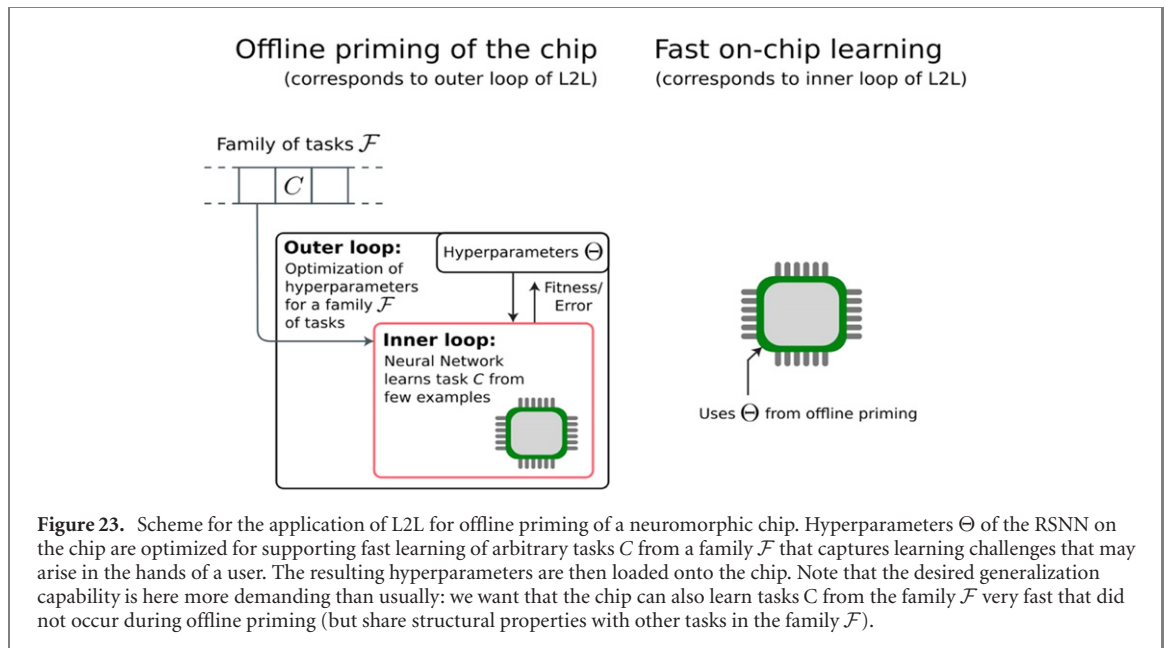 Offline priming of the chip
(corresponds to outer loop of L2L)
Fast on-chip learning
(corresponds to inner loop of L2L)
Family of tasks ℱ
C
Outer loop:
Optimization of
hyperparameters
for a family ℱ
of tasks
Hyperparameters Θ
Fitness/
Error
Inner loop:
Neural Network
learns task C from
few examples
Uses Θ from offline priming
Figure 23. Scheme for the application of L2L for offline priming of a neuromorphic chip. Hyperparameters Θ of the RSNN on
the chip are optimized for supporting fast learning of arbitrary tasks C from a family ℱ that captures learning challenges that may
arise in the hands of a user. The resulting hyperparameters are then loaded onto the chip. Note that the desired generalization
capability is here more demanding than usually: we want that the chip can also learn tasks C from the family ℱ very fast that did
not occur during offline priming (but share structural properties with other tasks in the family ℱ).